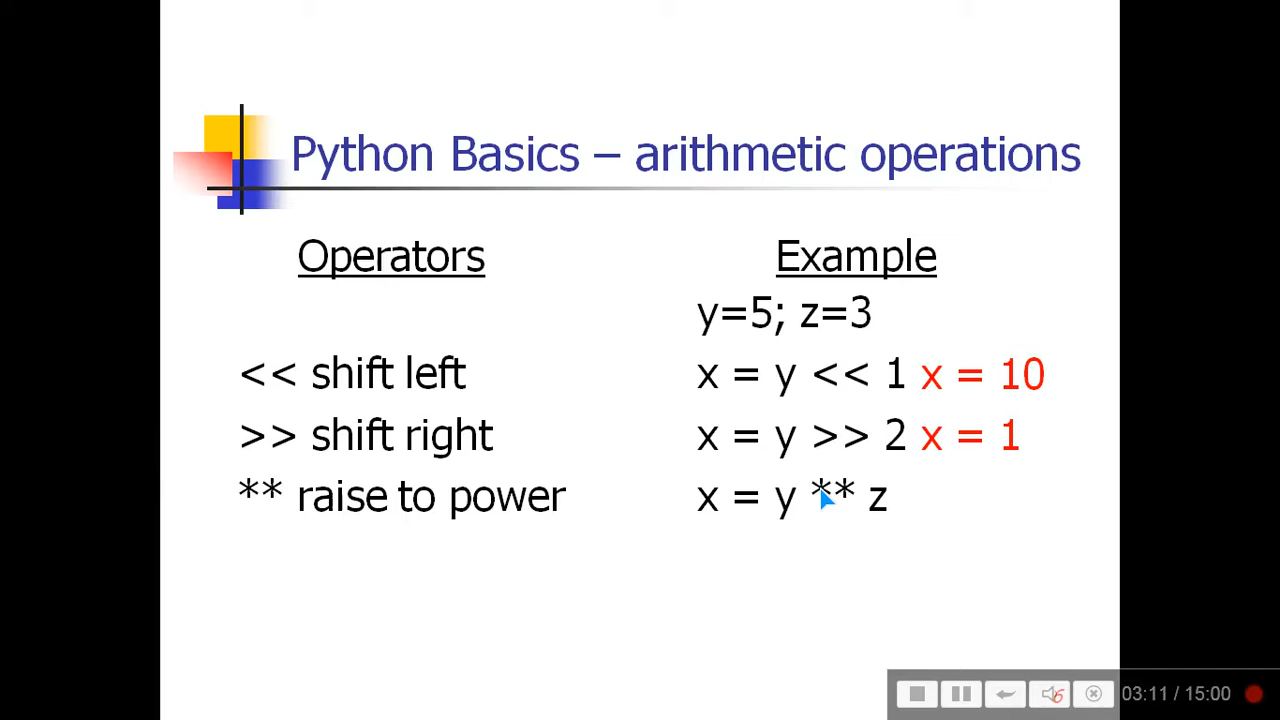 Python Basics – arithmetic operations
Operators Example
y=5; z=3
<< shift left x = y << 1 x = 10
>> shift right x = y >> 2 x = 1
** raise to power x = y ** z
03:11 / 15:00